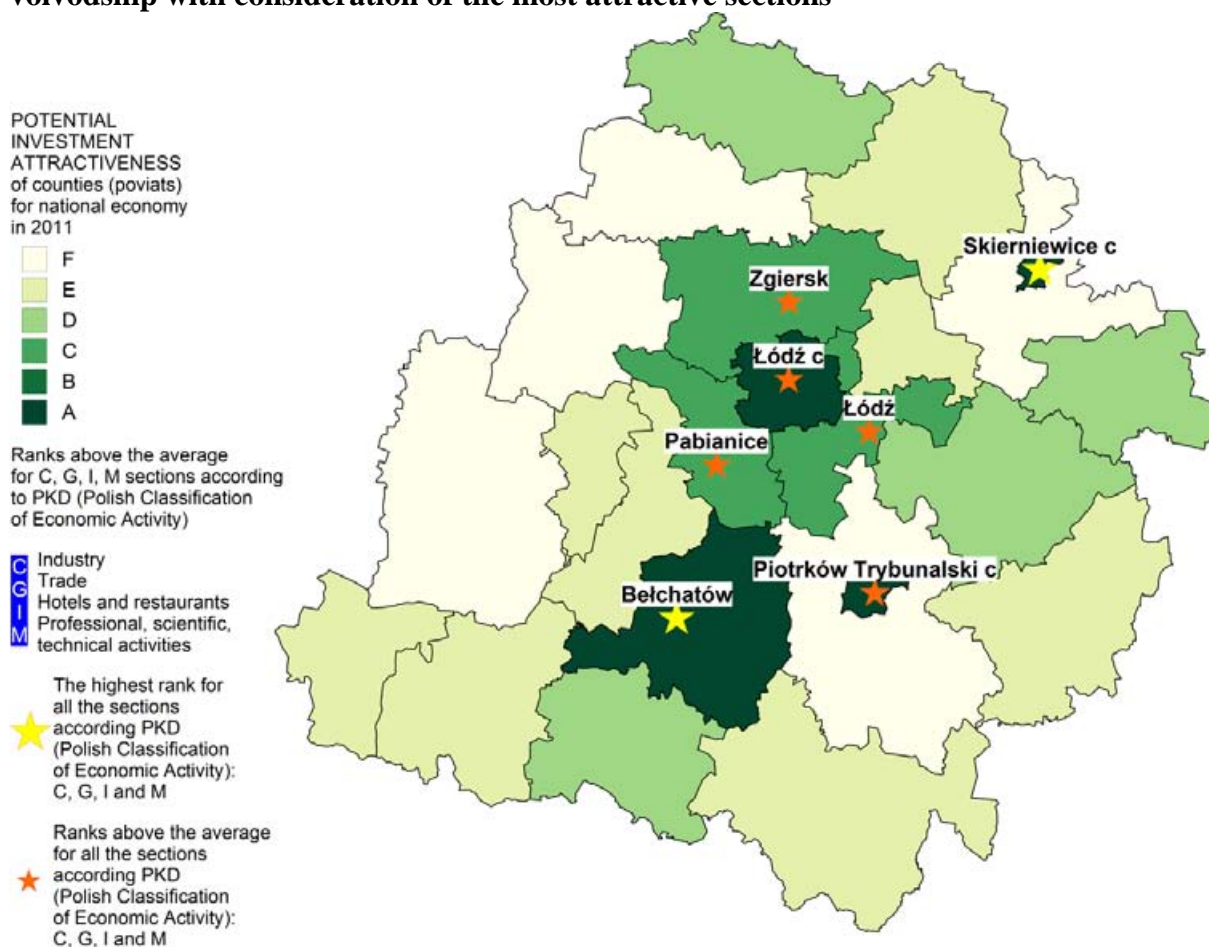 voivodship with consideration of the most attractive sections
POTENTIAL
INVESTMENT
ATTRACTIVENESS
of counties (poviats)
for national economy
in 2011
F
E
D
C
B
A
Ranks above the average
for C, G, I, M sections according
to PKD (Polish Classification
of Economic Activity)
C Industry
G Trade
I Hotels and restaurants
M Professional, scientific,
technical activities
The highest rank for
all the sections
according PKD
(Polish Classification
of Economic Activity):
C, G, I and M
Ranks above the average
for all the sections
according PKD
(Polish Classification
of Economic Activity):
C, G, I and M
Skierniewice c
Zgiersk
Łódź c
Łódź
Pabianice
Piotrków Trybunalski c
Bełchatów